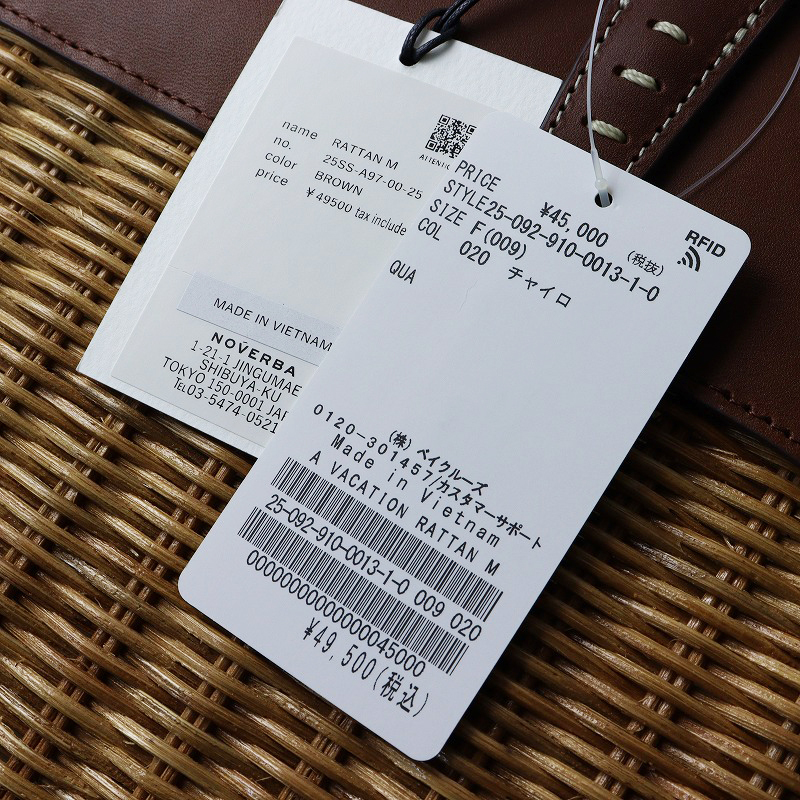 name RATTAN M
no. 25SS-A97-00-25
color BROWN
price ¥49500 tax include
MADE IN VIETNAM
NOVERBA
1-21-1 JINGUMAE
SHIBUYA-KU
TOKYO 150-0001 JAP
TEL03-5474-0521
RFID
PRICE ¥45,000 (税抜)
STYLE25-092-910-0013-1-0
SIZE F(009)
COL 020 チャイロ
QUA
(株) ベイクルーズ
0120-301457/カスタマーサポート
Made in Vietnam
A VACATION RATTAN M
25-092-910-0013-1-0 009 020
¥49,500(税込)